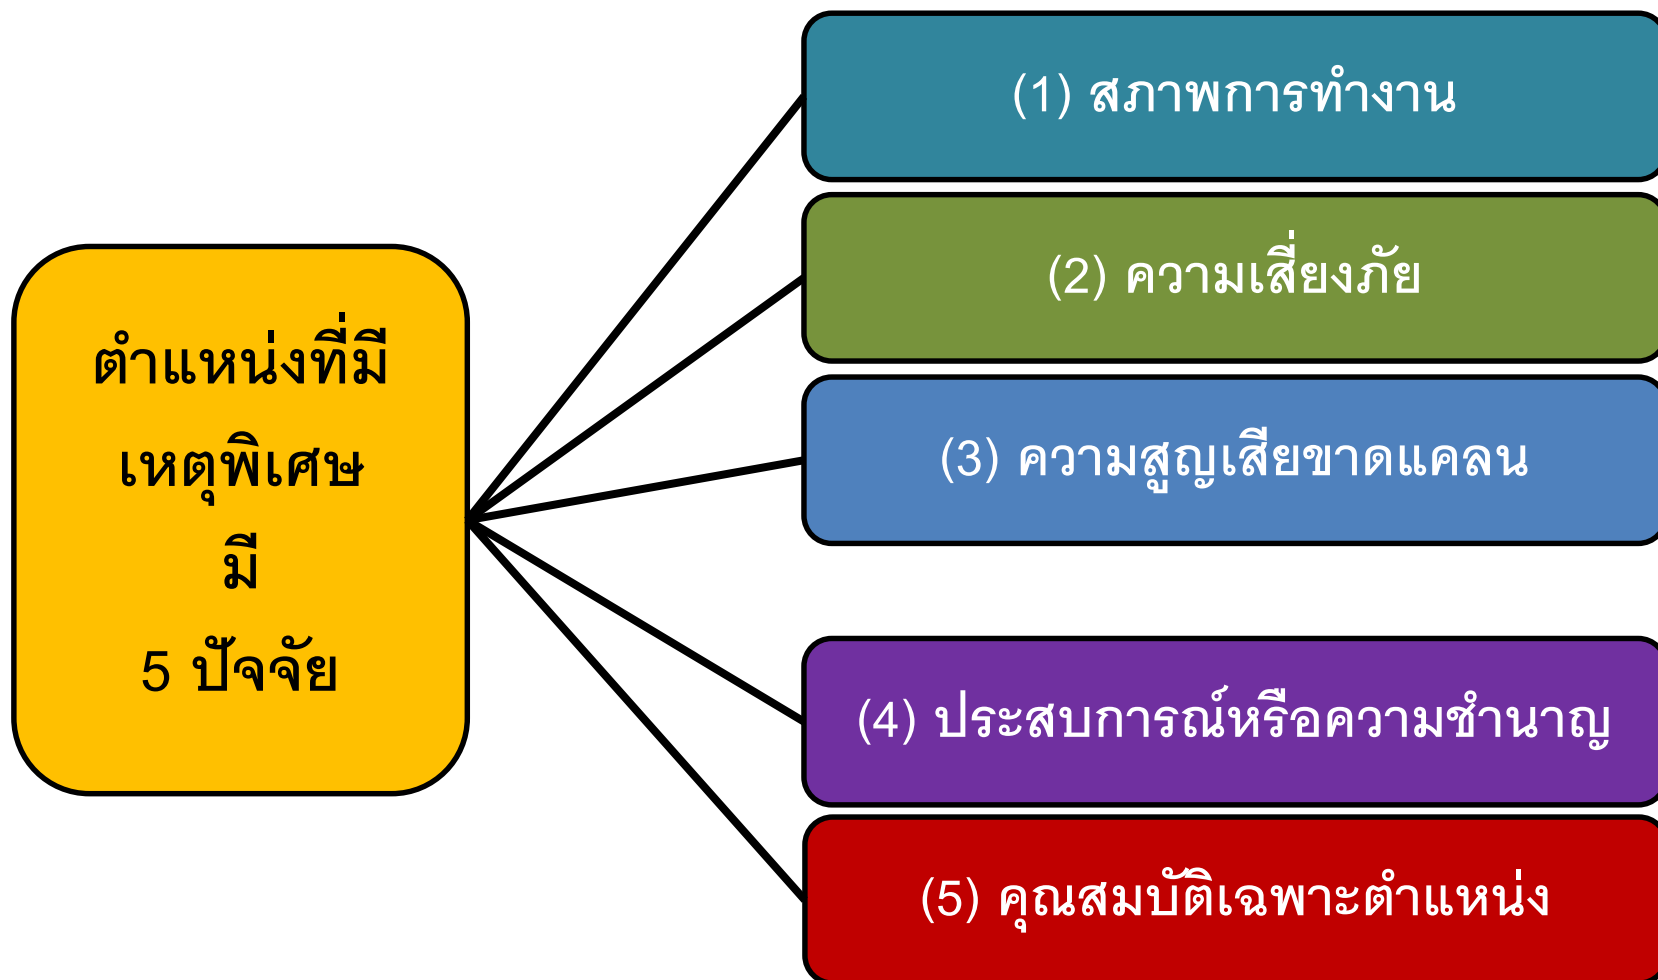 ตำแหน่งที่มี
เหตุพิเศษ
มี
5 ปัจจัย
(1) สภาพการทำงาน
(2) ความเสี่ยงภัย
(3) ความสูญเสียขาดแคลน
(4) ประสบการณ์หรือความชำนาญ
(5) คุณสมบัติเฉพาะตำแหน่ง